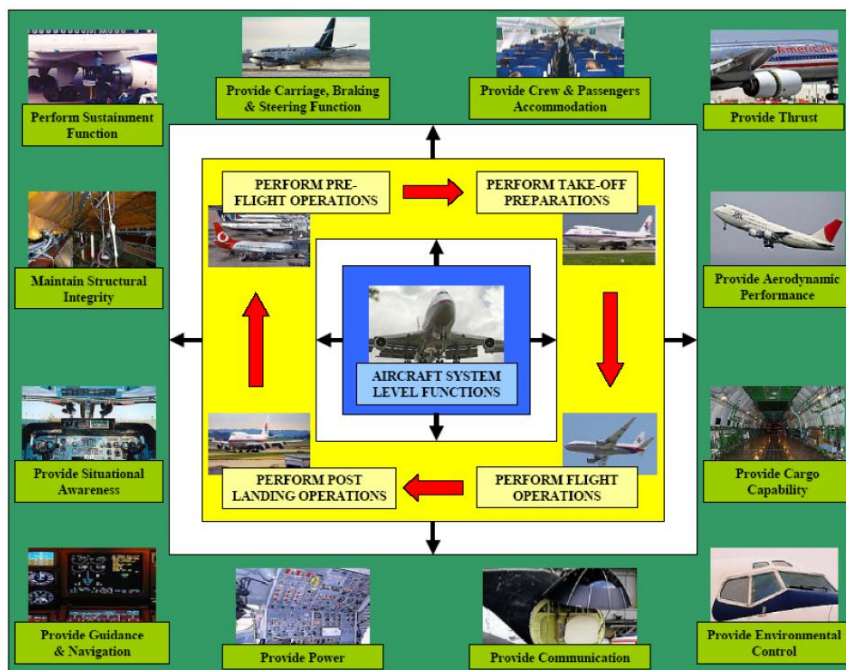 Perform Sustainment
Function
Provide Carriage, Braking
& Steering Function
Provide Crew & Passengers
Accommodation
American
Provide Thrust
PERFORM PRE-
FLIGHT OPERATIONS
PERFORM TAKE-OFF
PREPARATIONS
Maintain Structural
Integrity
Provide Aerodynamic
Performance
AIRCRAFT SYSTEM
LEVEL FUNCTIONS
Provide Situational
Awareness
PERFORM POST
LANDING OPERATIONS
PERFORM FLIGHT
OPERATIONS
Provide Cargo
Capability
Provide Guidance
& Navigation
Provide Power
Provide Communication
Provide Environmental
Control